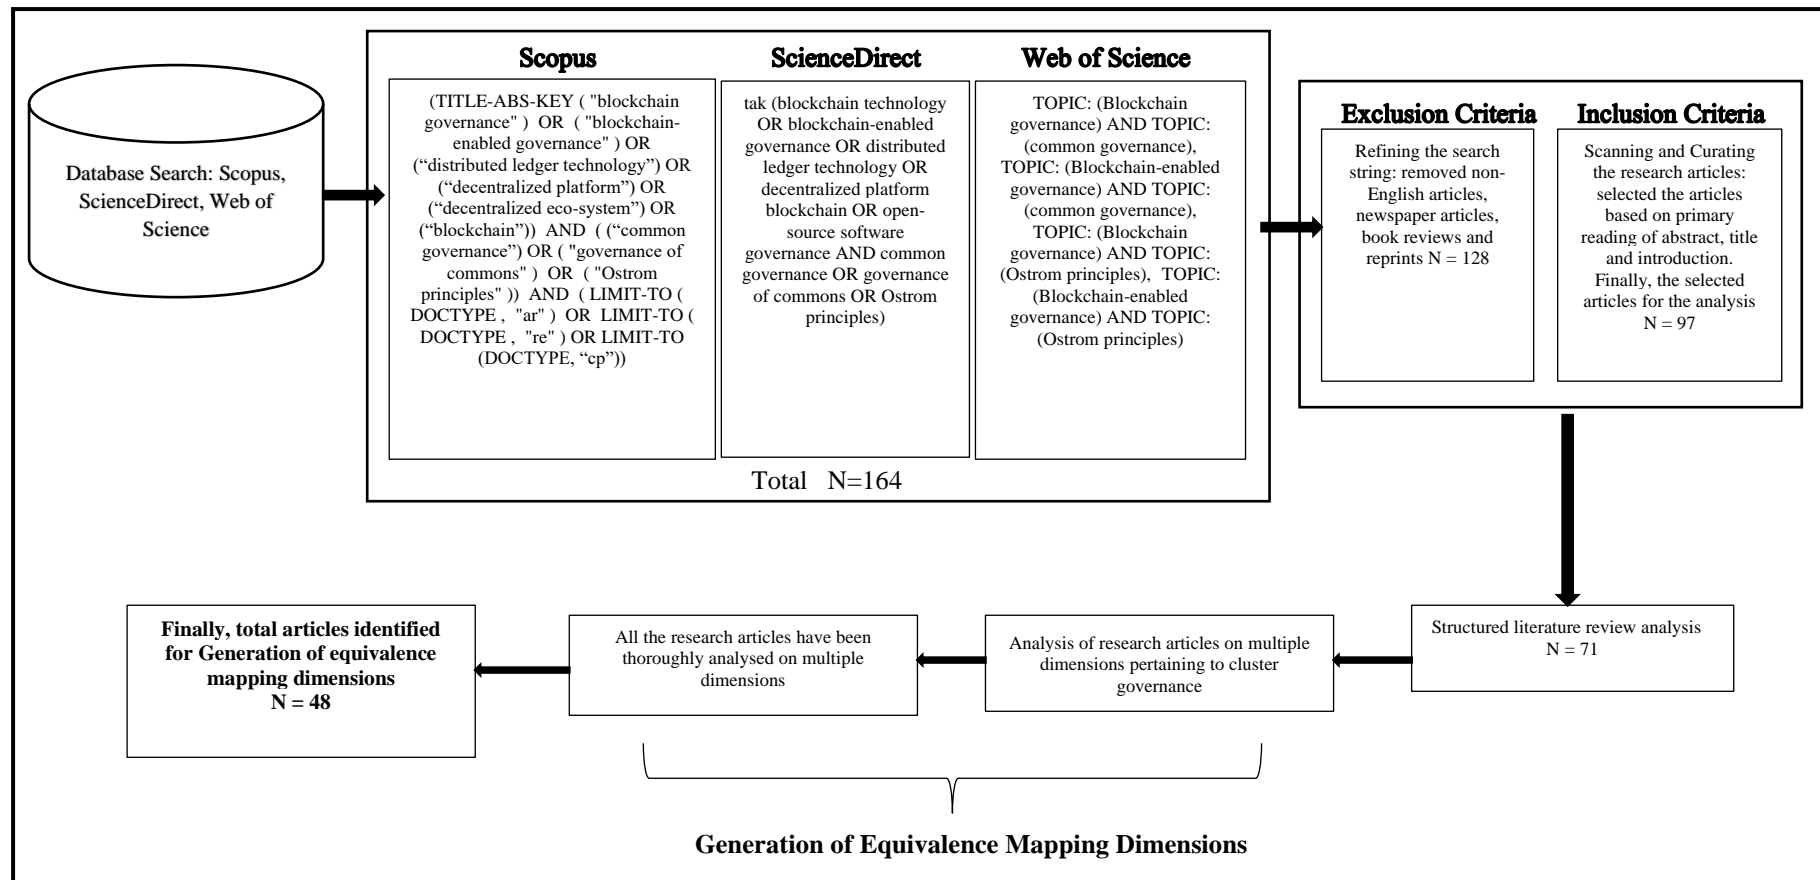 Database Search: Scopus,
ScienceDirect, Web of
Science
Scopus
(TITLE-ABS-KEY ( "blockchain
governance" ) OR ( "blockchain-
enabled governance" ) OR
(“distributed ledger technology”) OR
(“decentralized platform”) OR
(“decentralized eco-system”) OR
(“blockchain”)) AND ( (“common
governance”) OR ( "governance of
commons" ) OR ( "Ostrom
principles" )) AND ( LIMIT-TO (
DOCTYPE , "ar" ) OR LIMIT-TO (
DOCTYPE , "re" ) OR LIMIT-TO
(DOCTYPE, “cp”))
ScienceDirect
tak (blockchain technology
OR blockchain-enabled
governance OR distributed
ledger technology OR
decentralized platform
blockchain OR open-
source software
governance AND common
governance OR governance
of commons OR Ostrom
principles)
Web of Science
TOPIC: (Blockchain
governance) AND TOPIC:
(common governance),
TOPIC: (Blockchain-enabled
governance) AND TOPIC:
(common governance),
TOPIC: (Blockchain
governance) AND TOPIC:
(Ostrom principles), TOPIC:
(Blockchain-enabled
governance) AND TOPIC:
(Ostrom principles)
Total N=164
Exclusion Criteria
Refining the search
string: removed non-
English articles,
newspaper articles,
book reviews and
reprints N = 128
Inclusion Criteria
Scanning and Curating
the research articles:
selected the articles
based on primary
reading of abstract, title
and introduction.
Finally, the selected
articles for the analysis
N = 97
Structured literature review analysis
N = 71
Analysis of research articles on multiple
dimensions pertaining to cluster
governance
All the research articles have been
thoroughly analysed on multiple
dimensions
Finally, total articles identified
for Generation of equivalence
mapping dimensions
N = 48
Generation of Equivalence Mapping Dimensions